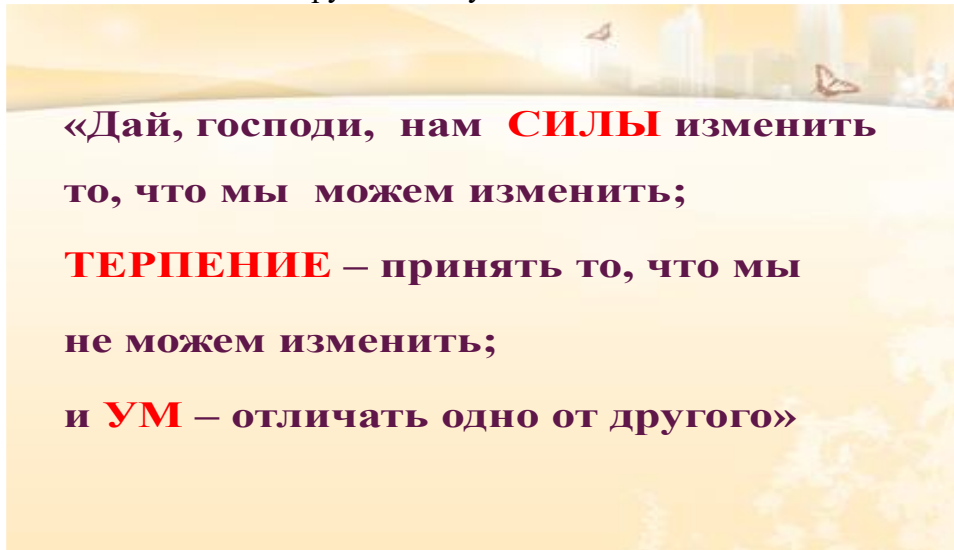 «Дай, господи, нам СИЛЫ изменить
то, что мы можем изменить;
ТЕРПЕНИЕ – принять то, что мы
не можем изменить;
и УМ – отличать одно от другого»